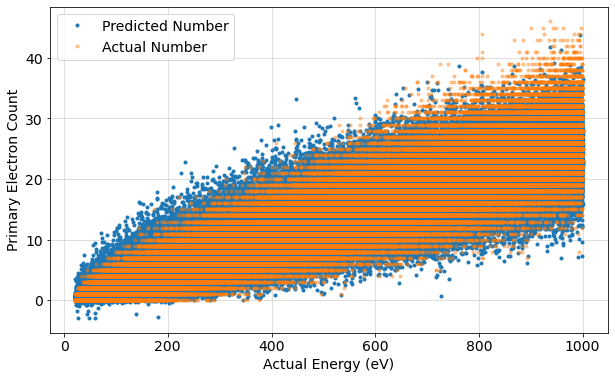 Predicted Number
Actual Number
Primary Electron Count
40
30
20
10
0
0
200
400
600
800
1000
Actual Energy (eV)